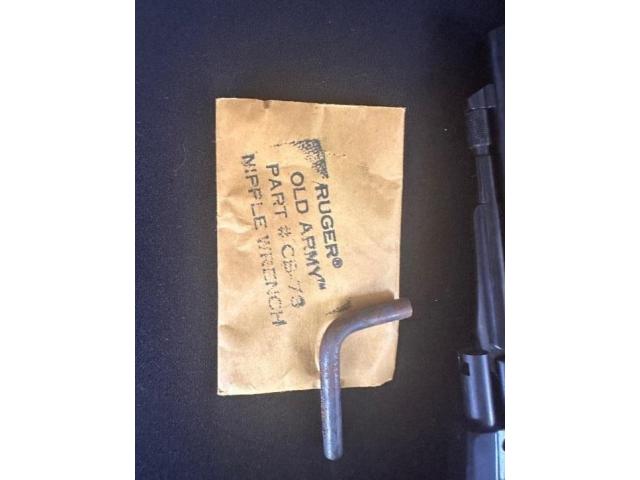 RUGER®
OLD ARMY™
PART # CB-73
NIPPLE WRENCH